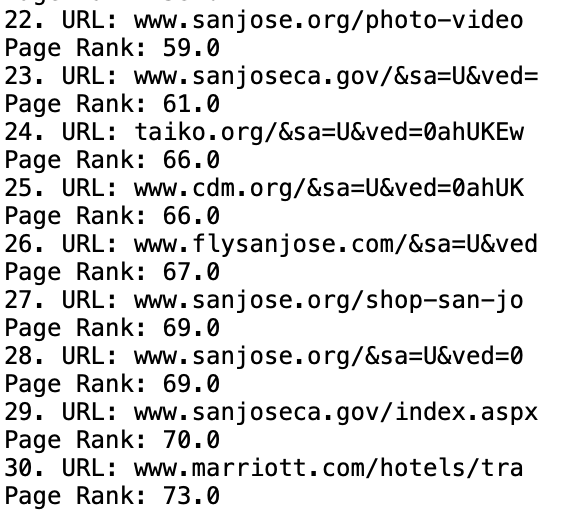 22. URL: www.sanjose.org/photo-video
Page Rank: 59.0
23. URL: www.sanjoseca.gov/&sa=U&ved=
Page Rank: 61.0
24. URL: taiko.org/&sa=U&ved=0ahUKEw
Page Rank: 66.0
25. URL: www.cdm.org/&sa=U&ved=0ahUK
Page Rank: 66.0
26. URL: www.flysanjose.com/&sa=U&ved
Page Rank: 67.0
27. URL: www.sanjose.org/shop-san-jo
Page Rank: 69.0
28. URL: www.sanjose.org/&sa=U&ved=0
Page Rank: 69.0
29. URL: www.sanjoseca.gov/index.aspx
Page Rank: 70.0
30. URL: www.marriott.com/hotels/tra
Page Rank: 73.0